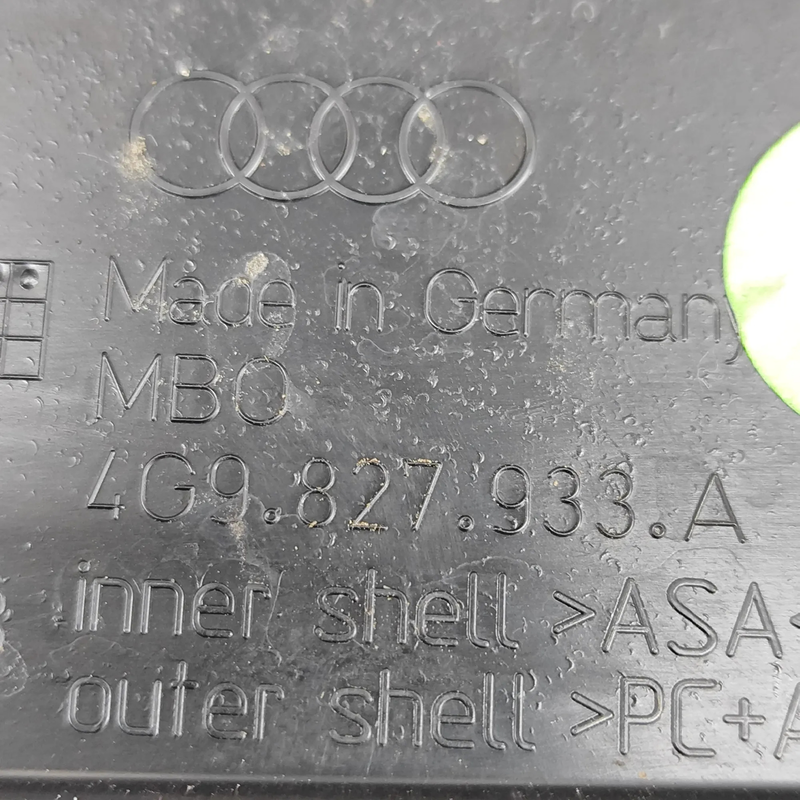 Made in Germany
MBO
4G9.827.933.A
inner shell >ASA<
outer shell >PC+A